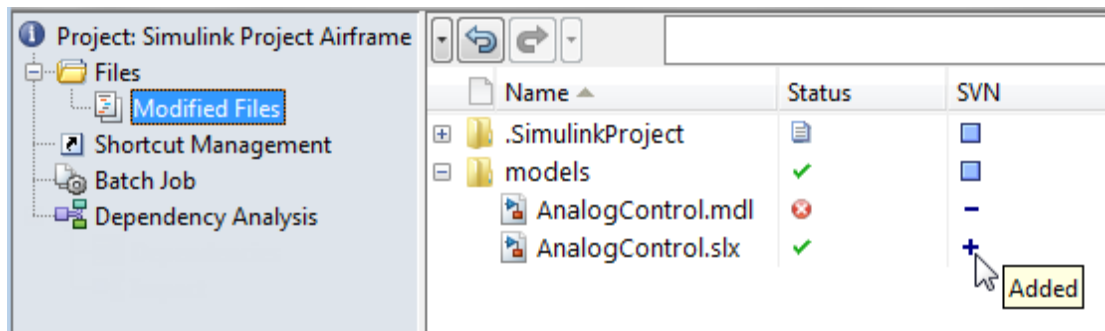 Project: Simulink Project Airframe
Files
Modified Files
Shortcut Management
Batch Job
Dependency Analysis
Name Status SVN
.SimulinkProject
models
AnalogControl.mdl
AnalogControl.slx
Added